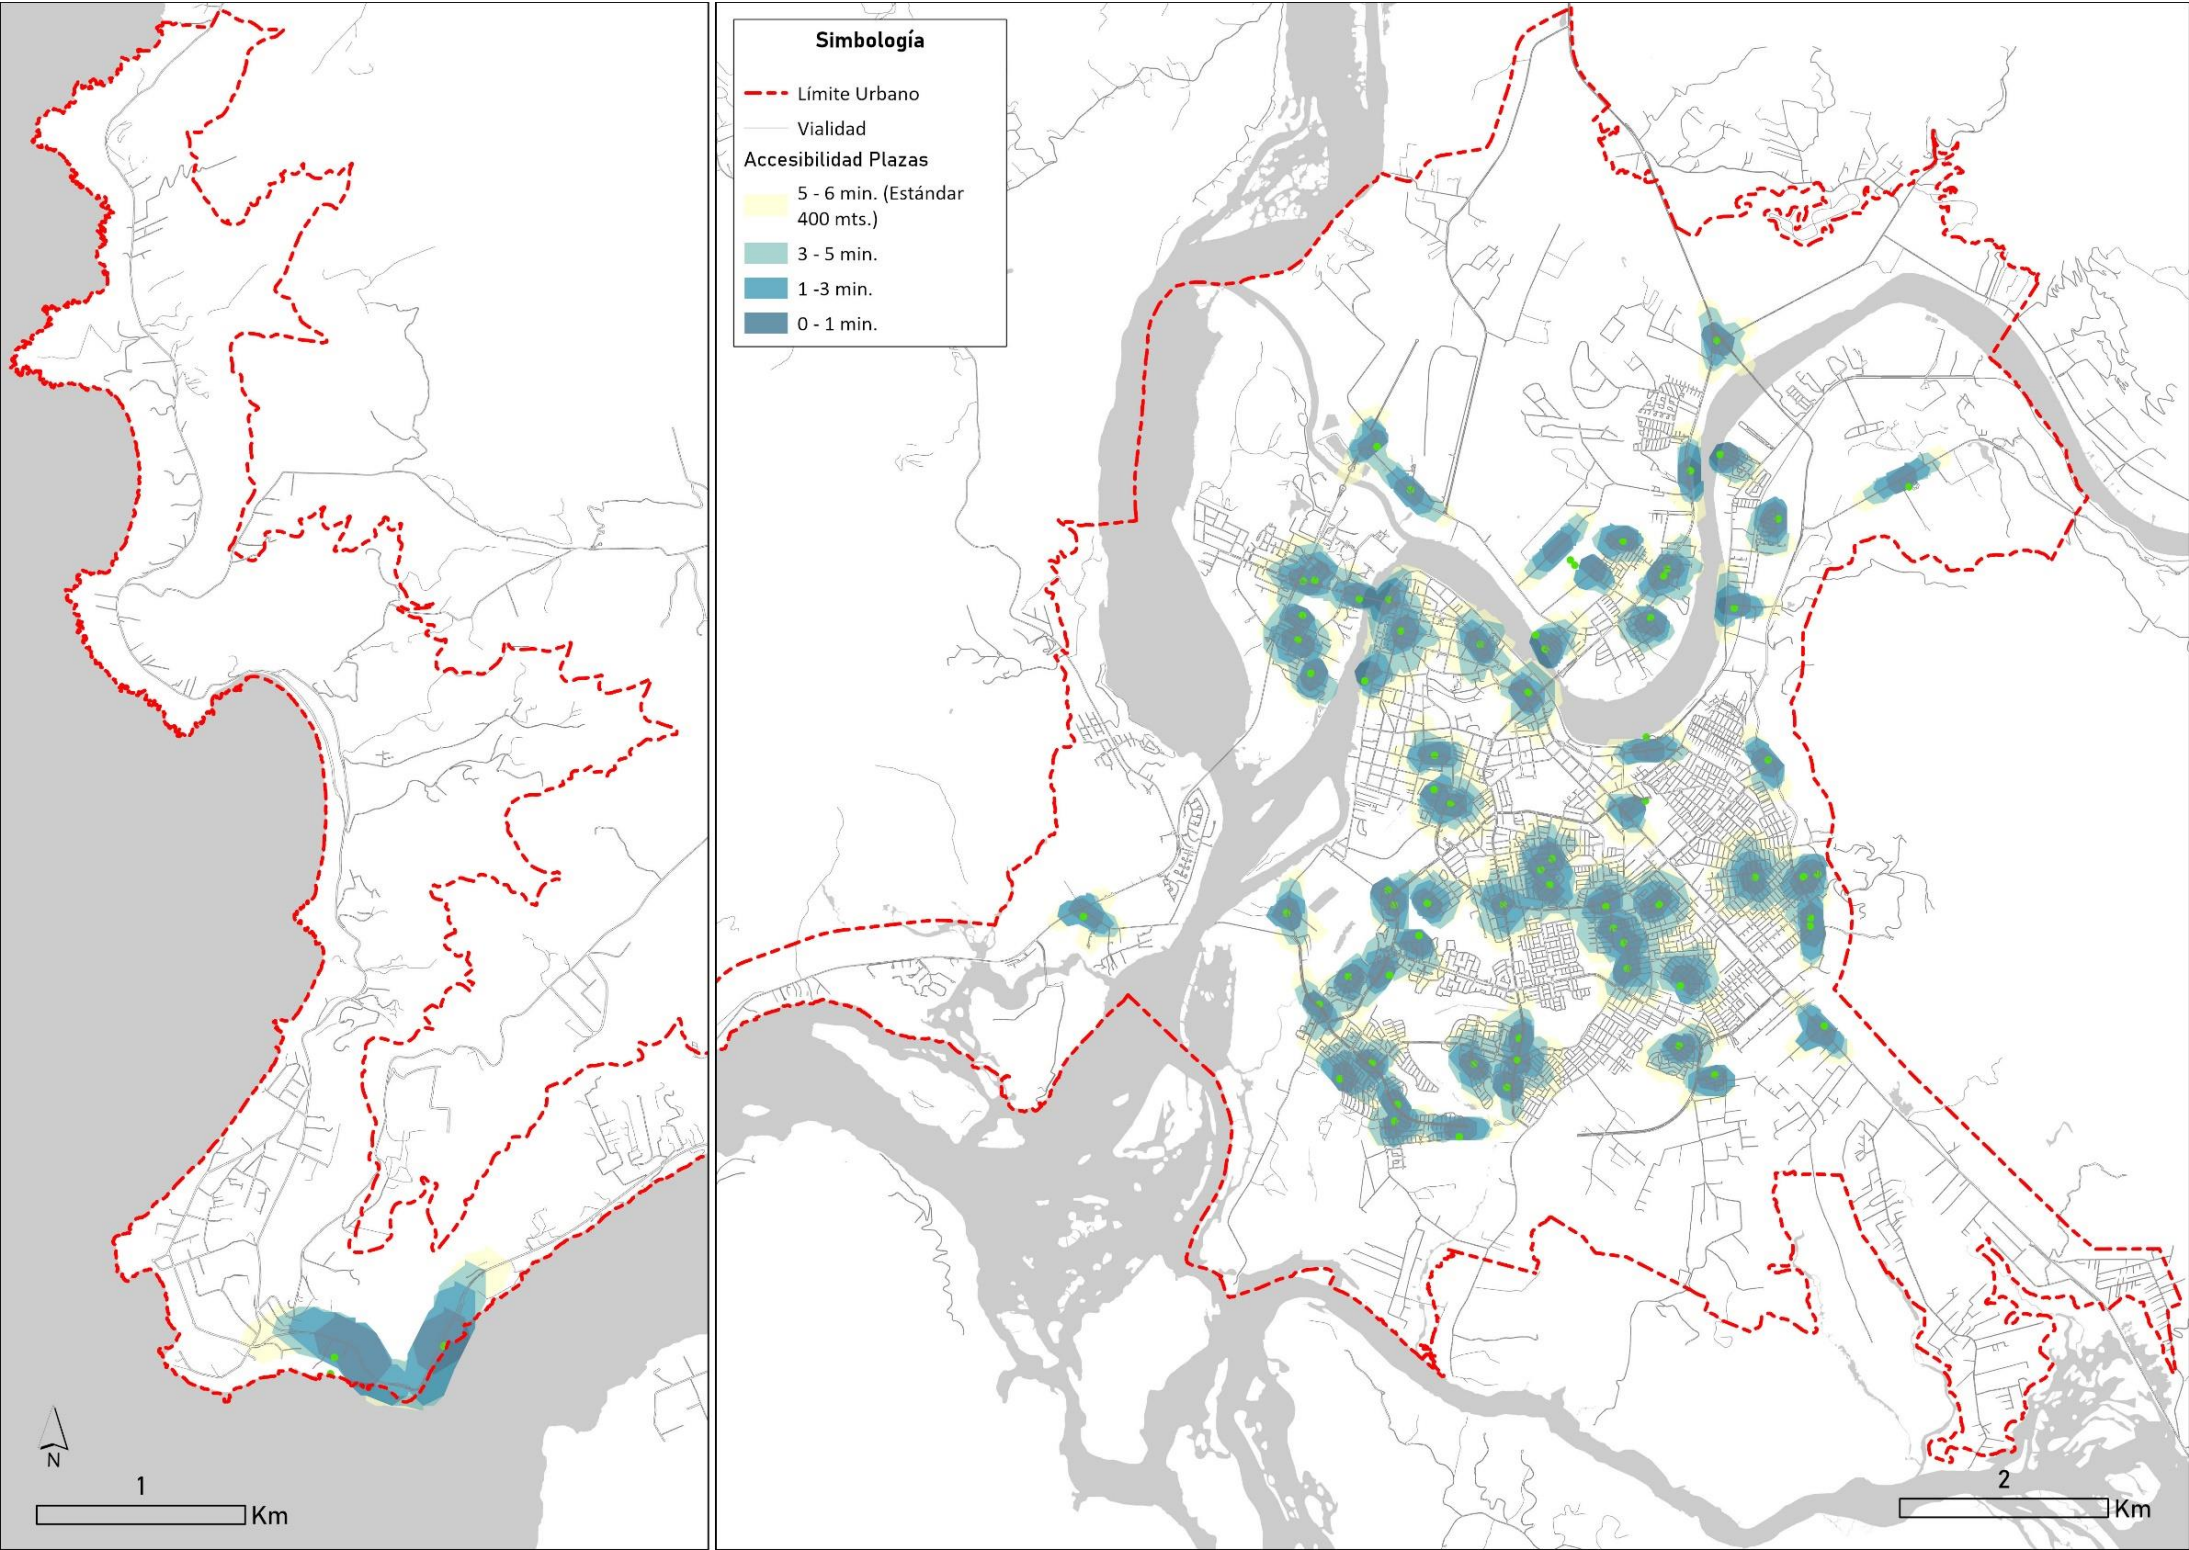 Simbología
Límite Urbano
Vialidad
Accesibilidad Plazas
5 - 6 min. (Estándar
400 mts.)
3 - 5 min.
1 -3 min.
0 - 1 min.
N
1
Km
2
Km